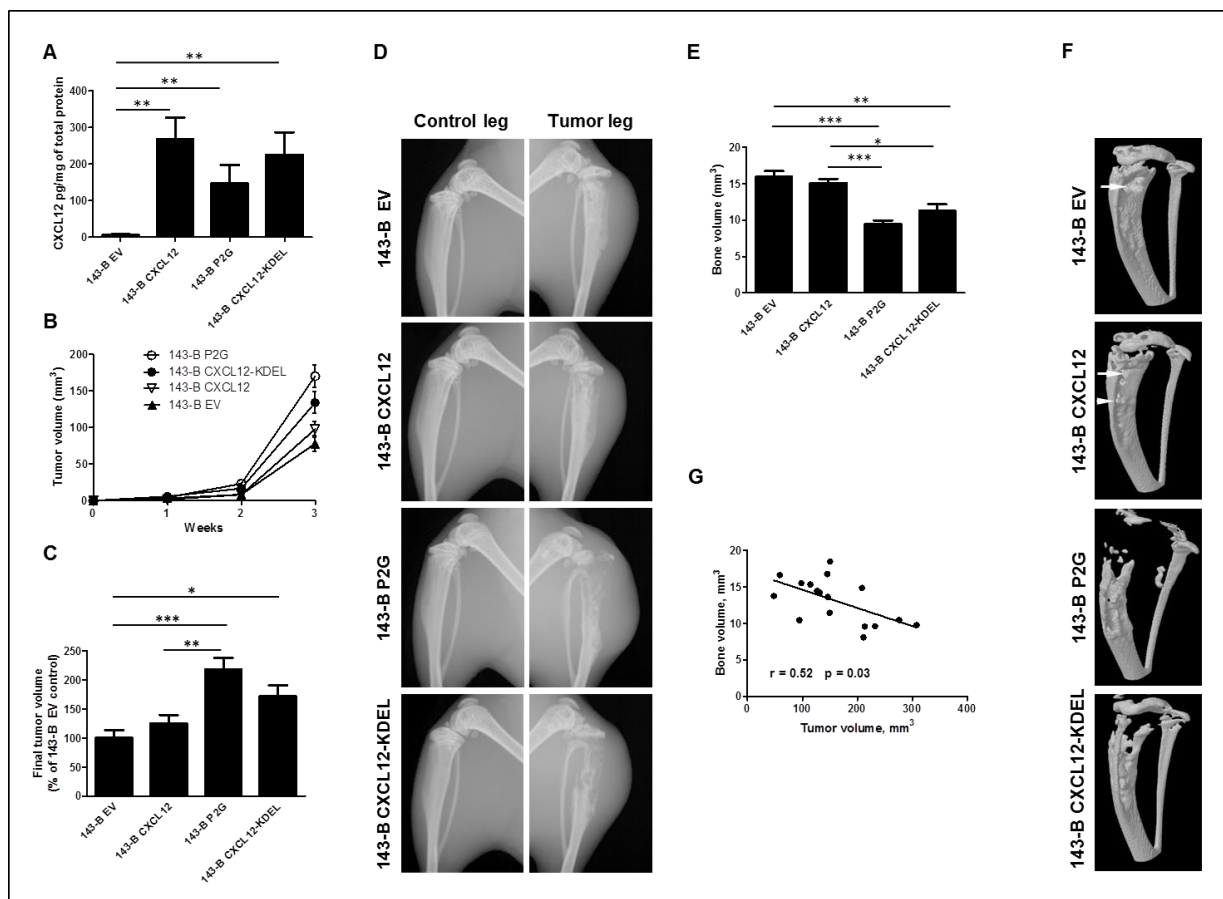 A
CXCL12 pg/mg of total protein
400
300
200
100
0
**
**
**
143-B EV
143-B CXCL12
143-B P2G
143-B CXCL12-KDEL
B
Tumor volume (mm³)
200
150
100
50
0
143-B P2G
143-B CXCL12-KDEL
143-B CXCL12
143-B EV
0 1 2 3
Weeks
C
Final tumor volume
(% of 143-B EV control)
250
200
150
100
50
0
*
***
**
143-B EV
143-B CXCL12
143-B P2G
143-B CXCL12-KDEL
D
Control leg Tumor leg
143-B EV
143-B CXCL12
143-B P2G
143-B CXCL12-KDEL
E
Bone volume (mm³)
20
15
10
5
0
**
***
*
***
143-B EV
143-B CXCL12
143-B P2G
143-B CXCL12-KDEL
G
Bone volume, mm³
20
15
10
5
0
r = 0.52 p = 0.03
0 100 200 300 400
Tumor volume, mm³
F
143-B EV
143-B CXCL12
143-B P2G
143-B CXCL12-KDEL